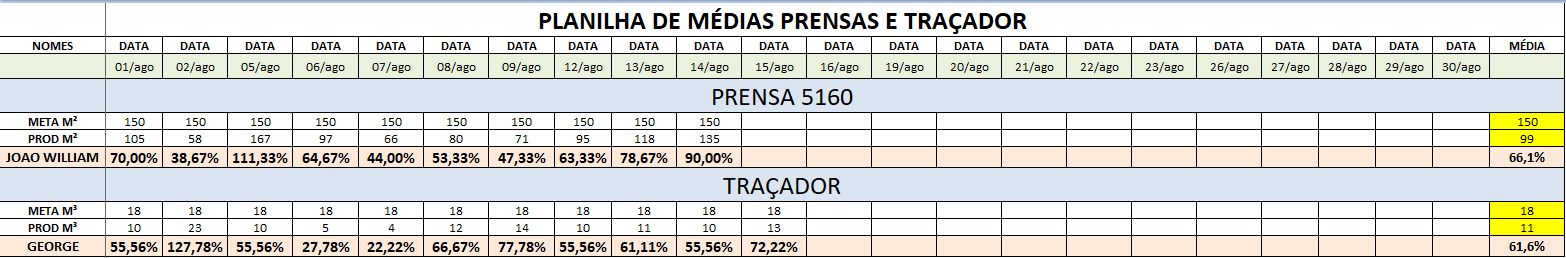 PLANILHA DE MÉDIAS PRENSAS E TRAÇADOR
NOMES DATA DATA DATA DATA DATA DATA DATA DATA DATA DATA DATA DATA DATA DATA DATA DATA DATA DATA DATA DATA DATA DATA MÉDIA
01/ago 02/ago 05/ago 06/ago 07/ago 08/ago 09/ago 12/ago 13/ago 14/ago 15/ago 16/ago 19/ago 20/ago 21/ago 22/ago 23/ago 26/ago 27/ago 28/ago 29/ago 30/ago
PRENSA 5160
META M² 150 150 150 150 150 150 150 150 150 150 150
PROD M² 105 58 167 97 66 80 71 95 118 135 99
JOAO WILLIAM 70,00% 38,67% 111,33% 64,67% 44,00% 53,33% 47,33% 63,33% 78,67% 90,00% 66,1%
TRAÇADOR
META M³ 18 18 18 18 18 18 18 18 18 18 18 18
PROD M³ 10 23 10 5 4 12 14 10 11 10 13 11
GEORGE 55,56% 127,78% 55,56% 27,78% 22,22% 66,67% 77,78% 55,56% 61,11% 55,56% 72,22% 61,6%